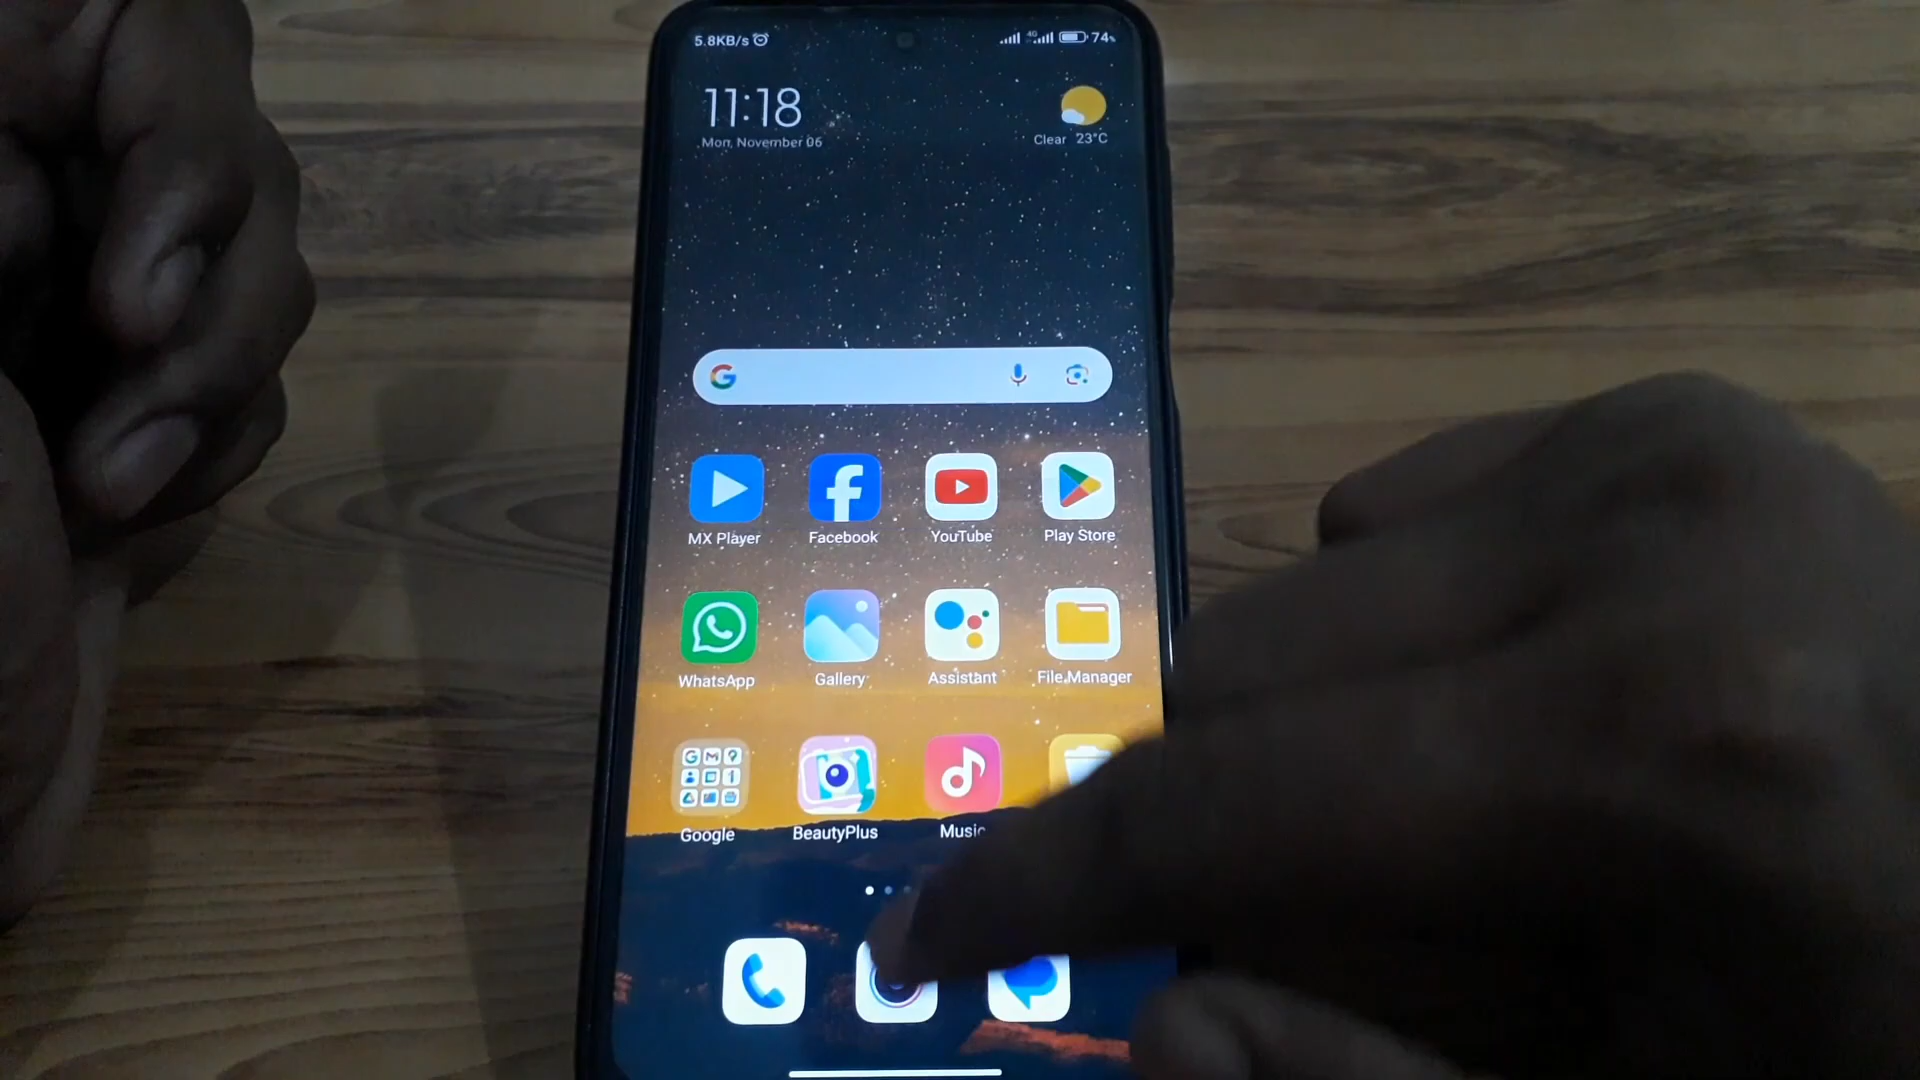 5.8KB/s 4G 74%
11:18
Mon, November 06
Clear 23°C
MX Player Facebook YouTube Play Store
WhatsApp Gallery Assistant File Manager
Google BeautyPlus Music